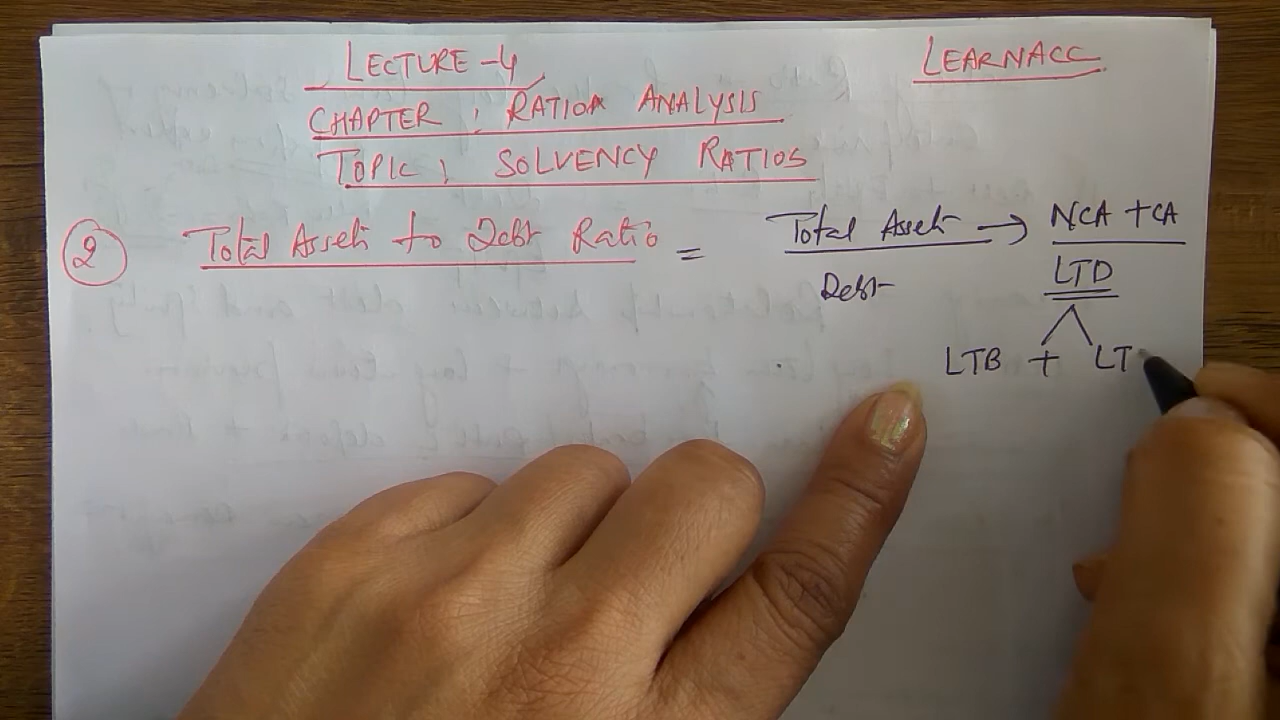 LECTURE-4
LEARNACC
CHAPTER : RATIO ANALYSIS
TOPIC : SOLVENCY RATIOS
2 Total Assets to Debt Ratio = Total Assets → NCA + CA
Debt LTD
LTB + LT